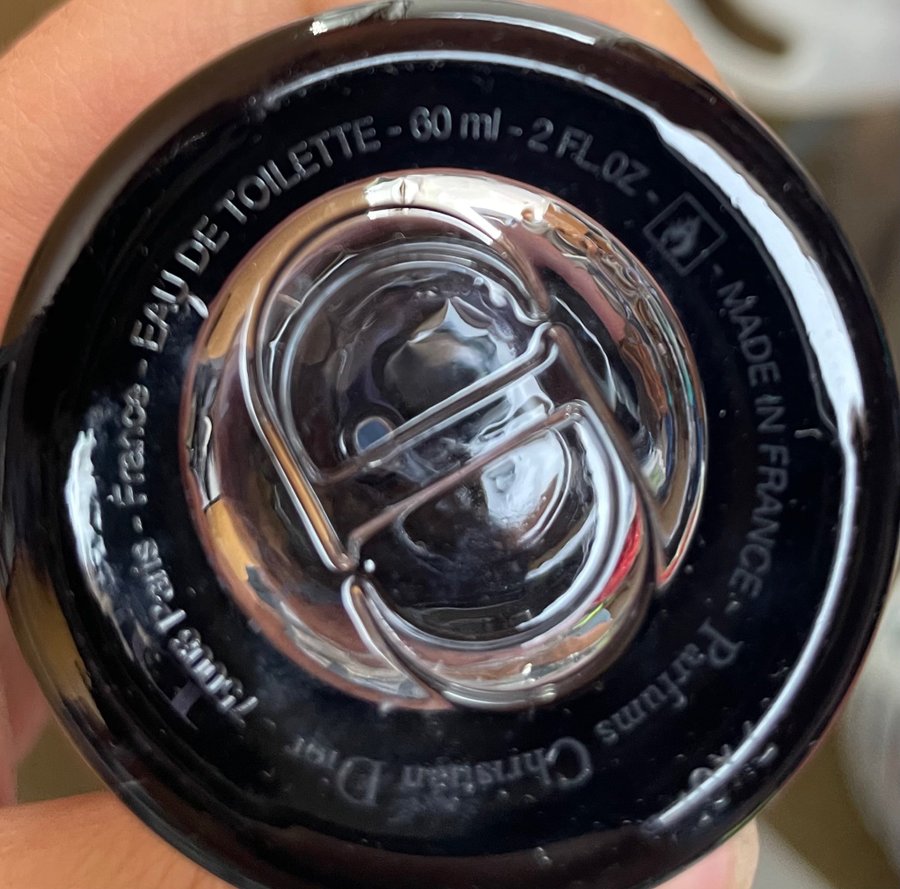 EAU DE TOILETTE - 60 ml - 2 FL.OZ -
- MADE IN FRANCE -
Parfums Christian Dior
75008 Paris - France -